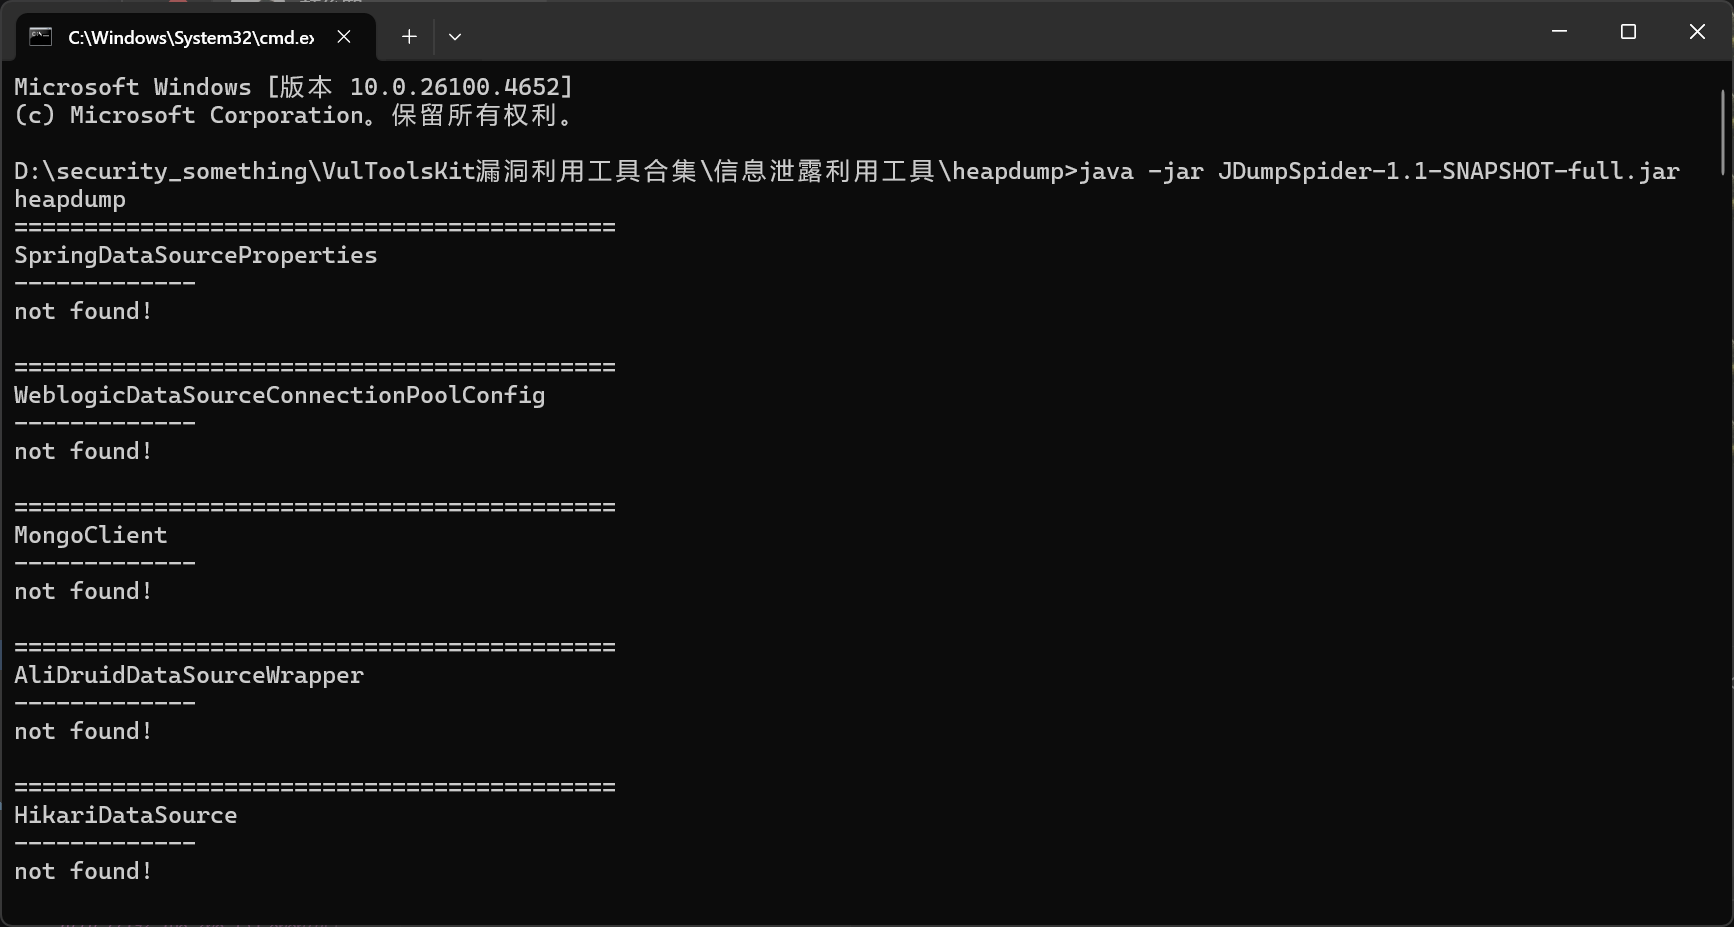 C:\Windows\System32\cmd.ex
Microsoft Windows [版本 10.0.26100.4652]
(c) Microsoft Corporation。保留所有权利。
D:\security_something\VulToolsKit漏洞利用工具合集\信息泄露利用工具\heapdump>java -jar JDumpSpider-1.1-SNAPSHOT-full.jar
heapdump
===========================================
SpringDataSourceProperties
-------------
not found!
===========================================
WeblogicDataSourceConnectionPoolConfig
-------------
not found!
===========================================
MongoClient
-------------
not found!
===========================================
AliDruidDataSourceWrapper
-------------
not found!
===========================================
HikariDataSource
-------------
not found!